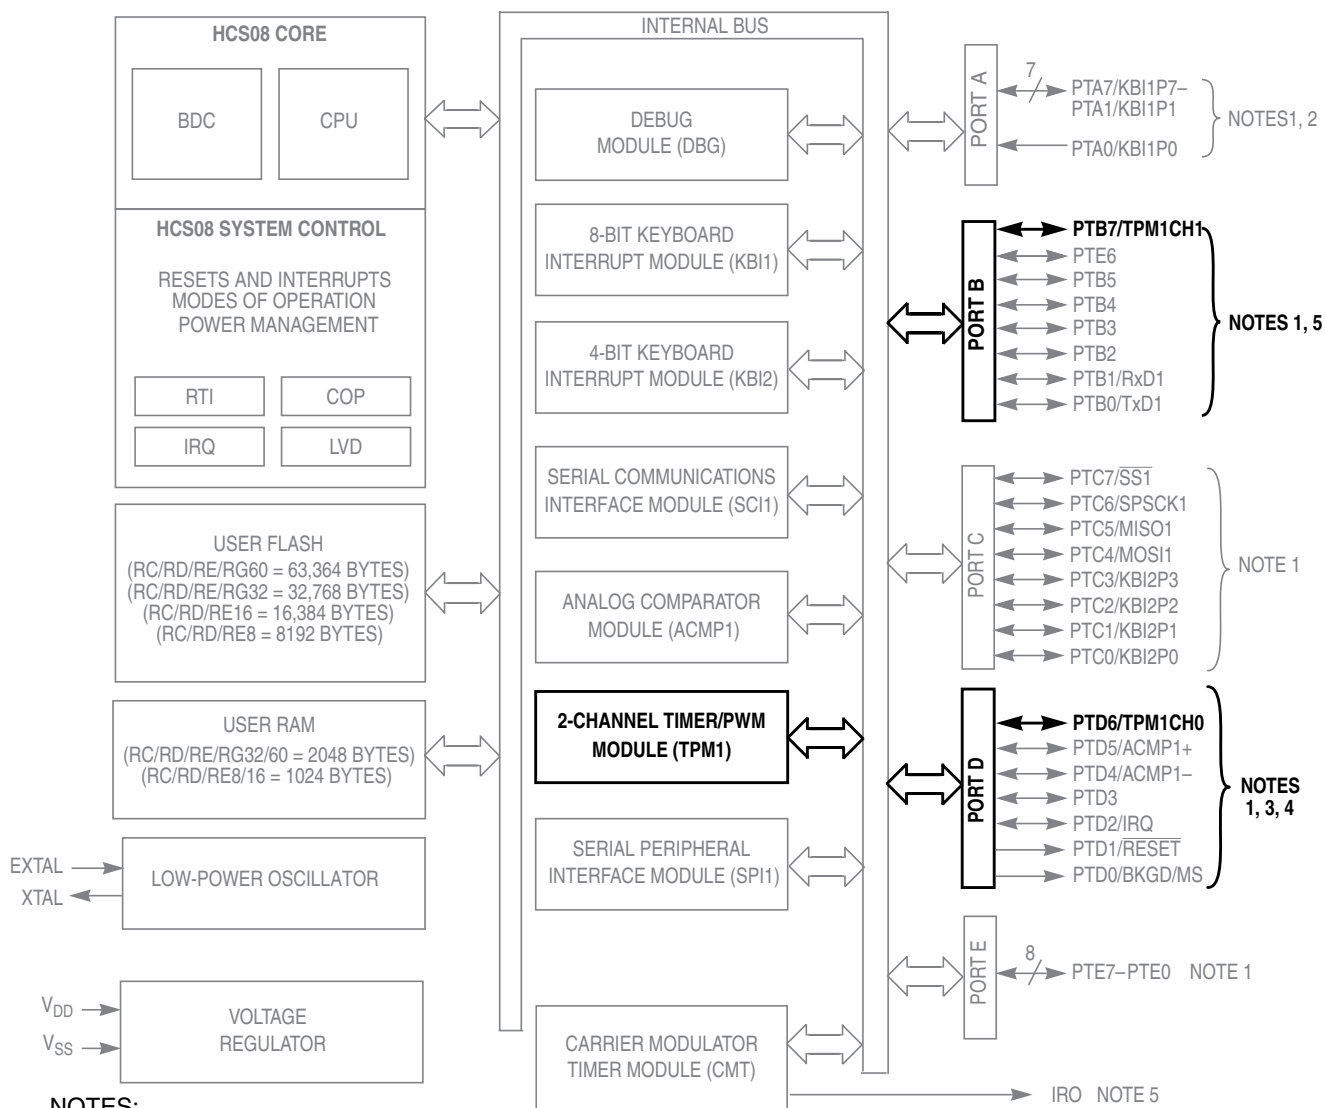 HCS08 CORE
BDC
CPU
HCS08 SYSTEM CONTROL
RESETS AND INTERRUPTS
MODES OF OPERATION
POWER MANAGEMENT
RTI
COP
IRQ
LVD
USER FLASH
(RC/RD/RE/RG60 = 63,364 BYTES)
(RC/RD/RE/RG32 = 32,768 BYTES)
(RC/RD/RE16 = 16,384 BYTES)
(RC/RD/RE8 = 8192 BYTES)
USER RAM
(RC/RD/RE/RG32/60 = 2048 BYTES)
(RC/RD/RE8/16 = 1024 BYTES)
EXTAL
XTAL
LOW-POWER OSCILLATOR
VDD
VSS
VOLTAGE
REGULATOR
NOTES:
INTERNAL BUS
DEBUG
MODULE (DBG)
8-BIT KEYBOARD
INTERRUPT MODULE (KBI1)
4-BIT KEYBOARD
INTERRUPT MODULE (KBI2)
SERIAL COMMUNICATIONS
INTERFACE MODULE (SCI1)
ANALOG COMPARATOR
MODULE (ACMP1)
2-CHANNEL TIMER/PWM
MODULE (TPM1)
SERIAL PERIPHERAL
INTERFACE MODULE (SPI1)
CARRIER MODULATOR
TIMER MODULE (CMT)
PORT A
7
PTA7/KBI1P7–
PTA1/KBI1P1
PTA0/KBI1P0
NOTES1, 2
PORT B
PTB7/TPM1CH1
PTE6
PTB5
PTB4
PTB3
PTB2
PTB1/RxD1
PTB0/TxD1
NOTES 1, 5
PORT C
PTC7/SS1
PTC6/SPSCK1
PTC5/MISO1
PTC4/MOSI1
PTC3/KBI2P3
PTC2/KBI2P2
PTC1/KBI2P1
PTC0/KBI2P0
NOTE 1
PORT D
PTD6/TPM1CH0
PTD5/ACMP1+
PTD4/ACMP1–
PTD3
PTD2/IRQ
PTD1/RESET
PTD0/BKGD/MS
NOTES
1, 3, 4
PORT E
8
PTE7–PTE0 NOTE 1
IRO NOTE 5